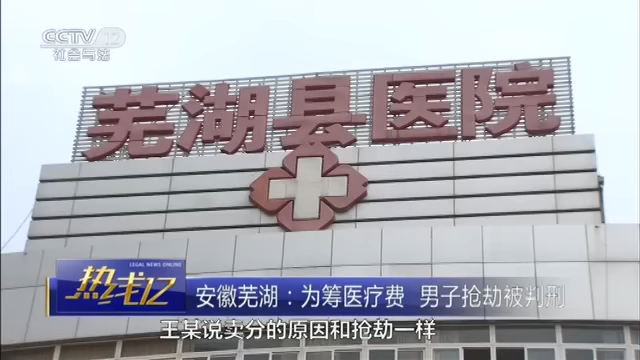 CCTV 12
社会与法
芜湖县医院
LEGAL NEWS ONLINE
热线12
安徽芜湖：为筹医疗费 男子抢劫被判刑
王某说卖分的原因和抢劫一样